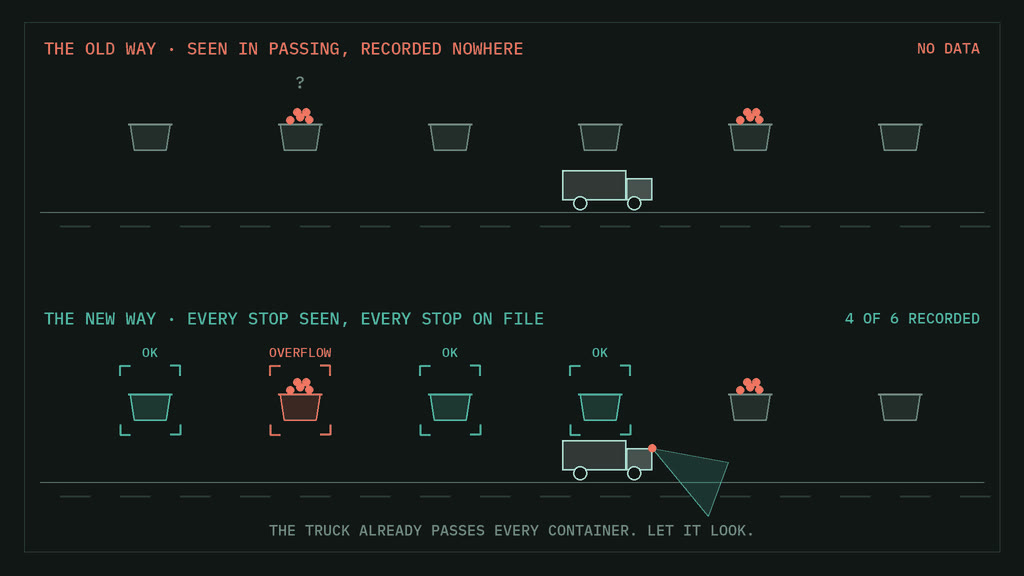 THE OLD WAY · SEEN IN PASSING, RECORDED NOWHERE
NO DATA
?
THE NEW WAY · EVERY STOP SEEN, EVERY STOP ON FILE
4 OF 6 RECORDED
OK
OVERFLOW
OK
OK
THE TRUCK ALREADY PASSES EVERY CONTAINER. LET IT LOOK.